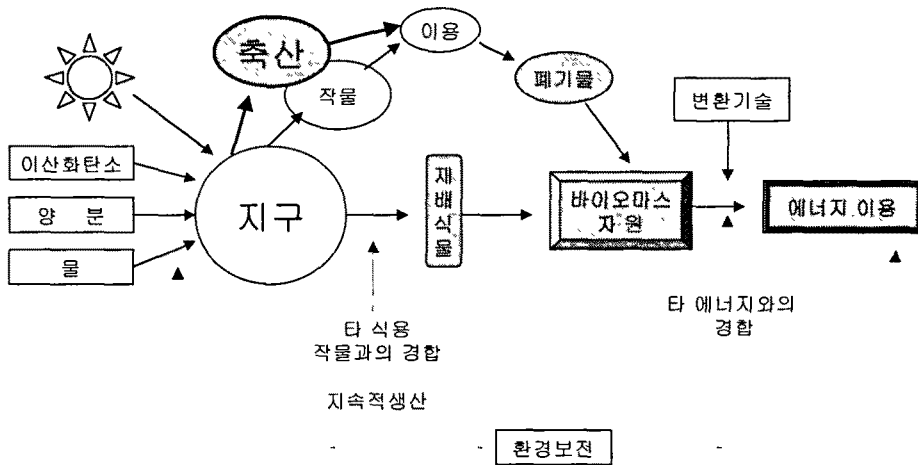 축산
이용
작물
폐기물
변환기술
이산화탄소
양 분
물
지구
재
배
식
물
바이오마스
자원
에너지 이용
타 식용
작물과의 경합
타 에너지와의
경합
지속적생산
환경보전